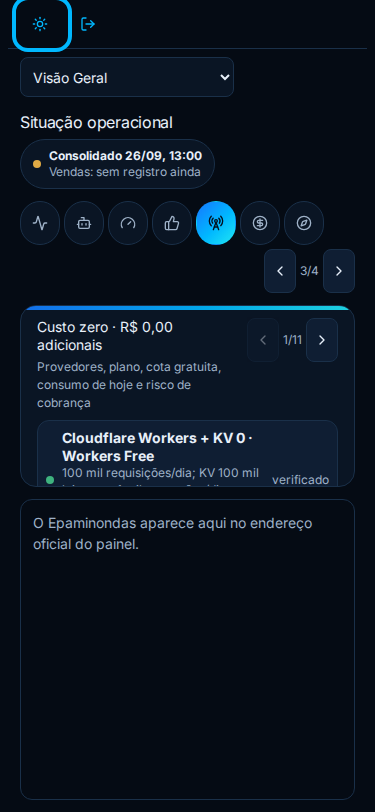 Visão Geral
Situação operacional
Consolidado 26/09, 13:00
Vendas: sem registro ainda
3/4
Custo zero · R$ 0,00
adicionais
1/11
Provedores, plano, cota gratuita,
consumo de hoje e risco de
cobrança
Cloudflare Workers + KV 0 ·
Workers Free
100 mil requisições/dia; KV 100 mil
verificado
O Epaminondas aparece aqui no endereço
oficial do painel.